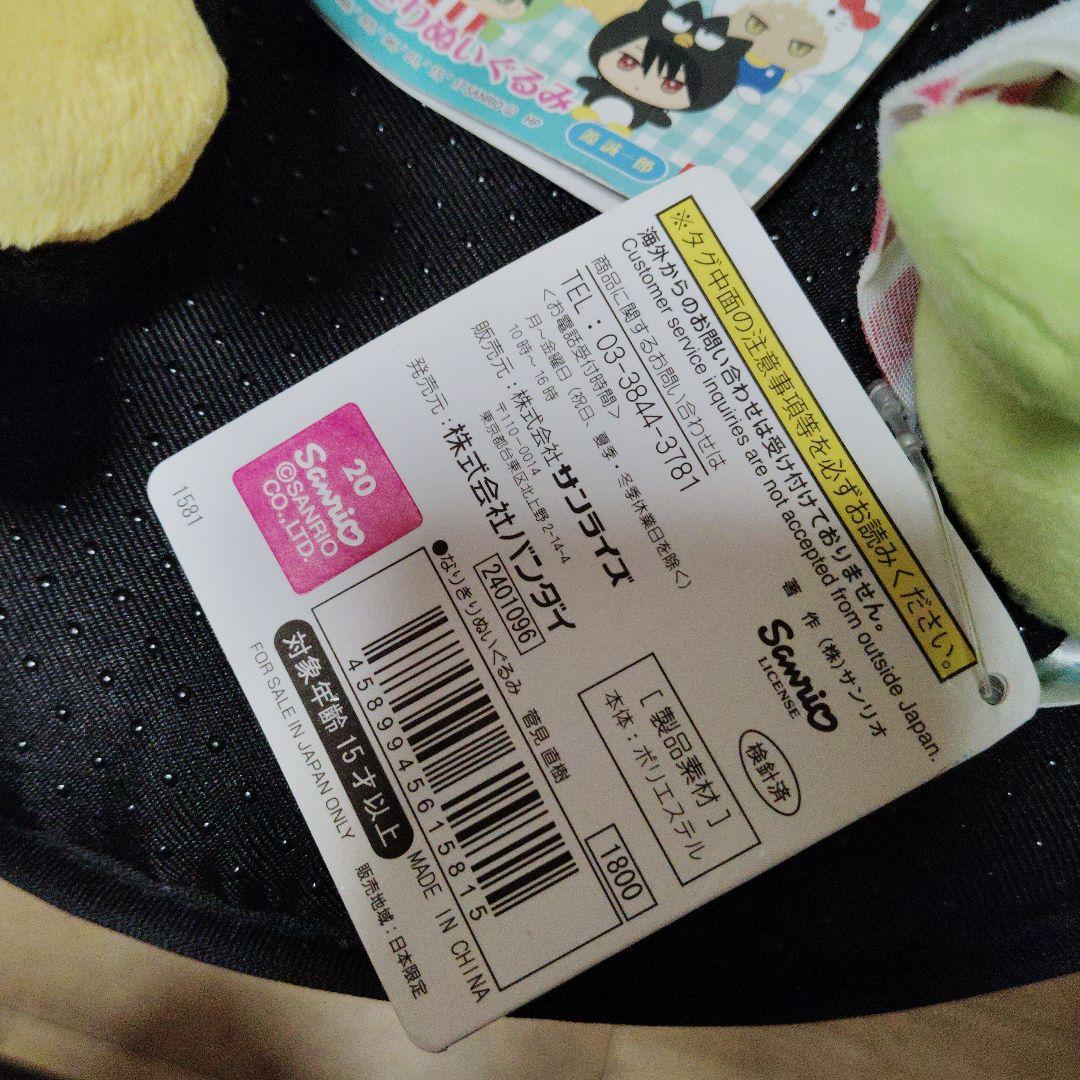 りぬいぐるみ
SANRIO
HP
※タグ中面の注意事項等を必ずお読みください。
海外からのお問い合わせは受け付けておりません。
Customer service inquiries are not accepted from outside Japan.
商品に関するお問い合わせは
TEL：03-3844-3781
＜お電話受付時間＞
月～金曜日（祝日、夏季・冬季休業日を除く）
10時～16時
販売元：株式会社サンライズ
〒110-0014
東京都台東区北上野2-14-4
発売元：株式会社バンダイ
著作（株）サンリオ
Sanrio
LICENSE
検針済
［製品素材］
本体：ポリエステル
2401096
●なりきりぬいぐるみ 菅見 直樹
1800
4589945615815
20
Sanrio
©SANRIO
CO.,LTD.
1581
対象年齢15才以上
MADE IN CHINA
FOR SALE IN JAPAN ONLY
販売地域：日本限定